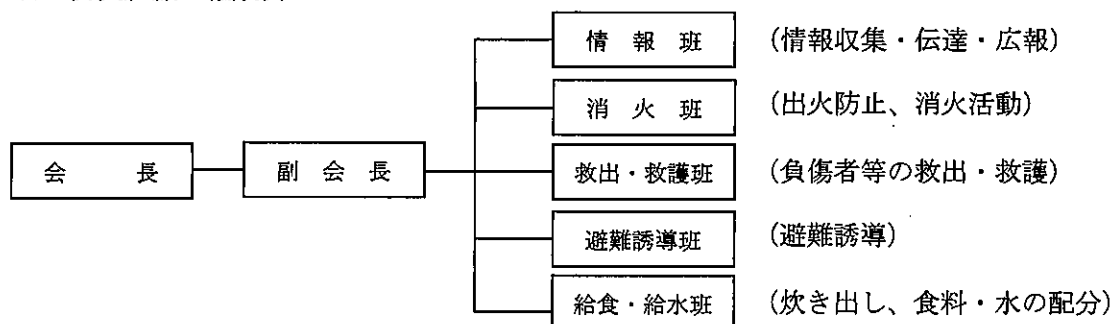 情報班 (情報収集・伝達・広報)
消火班 (出火防止、消火活動)
会長 副会長 救出・救護班 (負傷者等の救出・救護)
避難誘導班 (避難誘導)
給食・給水班 (炊き出し、食料・水の配分)